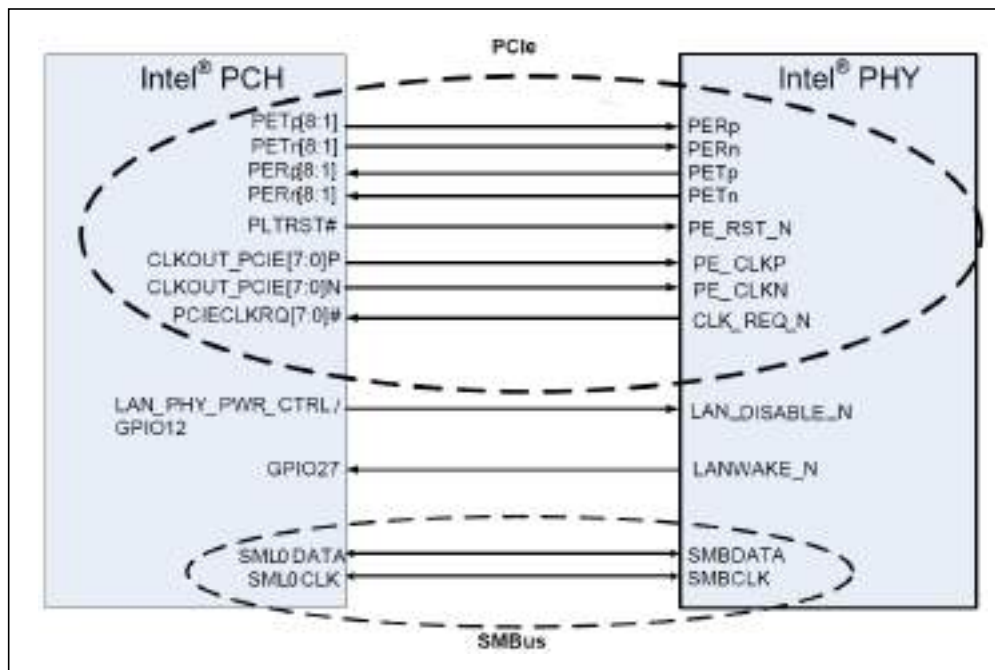 PCIe
Intel® PCH
Intel® PHY
PETp[8:1]
PERp
PETn[8:1]
PERn
PERp[8:1]
PETp
PERn[8:1]
PETn
PLTRST#
PE_RST_N
CLKOUT_PCIE[7:0]P
PE_CLKP
CLKOUT_PCIE[7:0]N
PE_CLKN
PCIECLKRQ[7:0]#
CLK_REQ_N
LAN_PHY_PWR_CTRL/
GPIO12
LAN_DISABLE_N
GPIO27
LANWAKE_N
SML0DATA
SMBDATA
SML0CLK
SMBCLK
SMBus